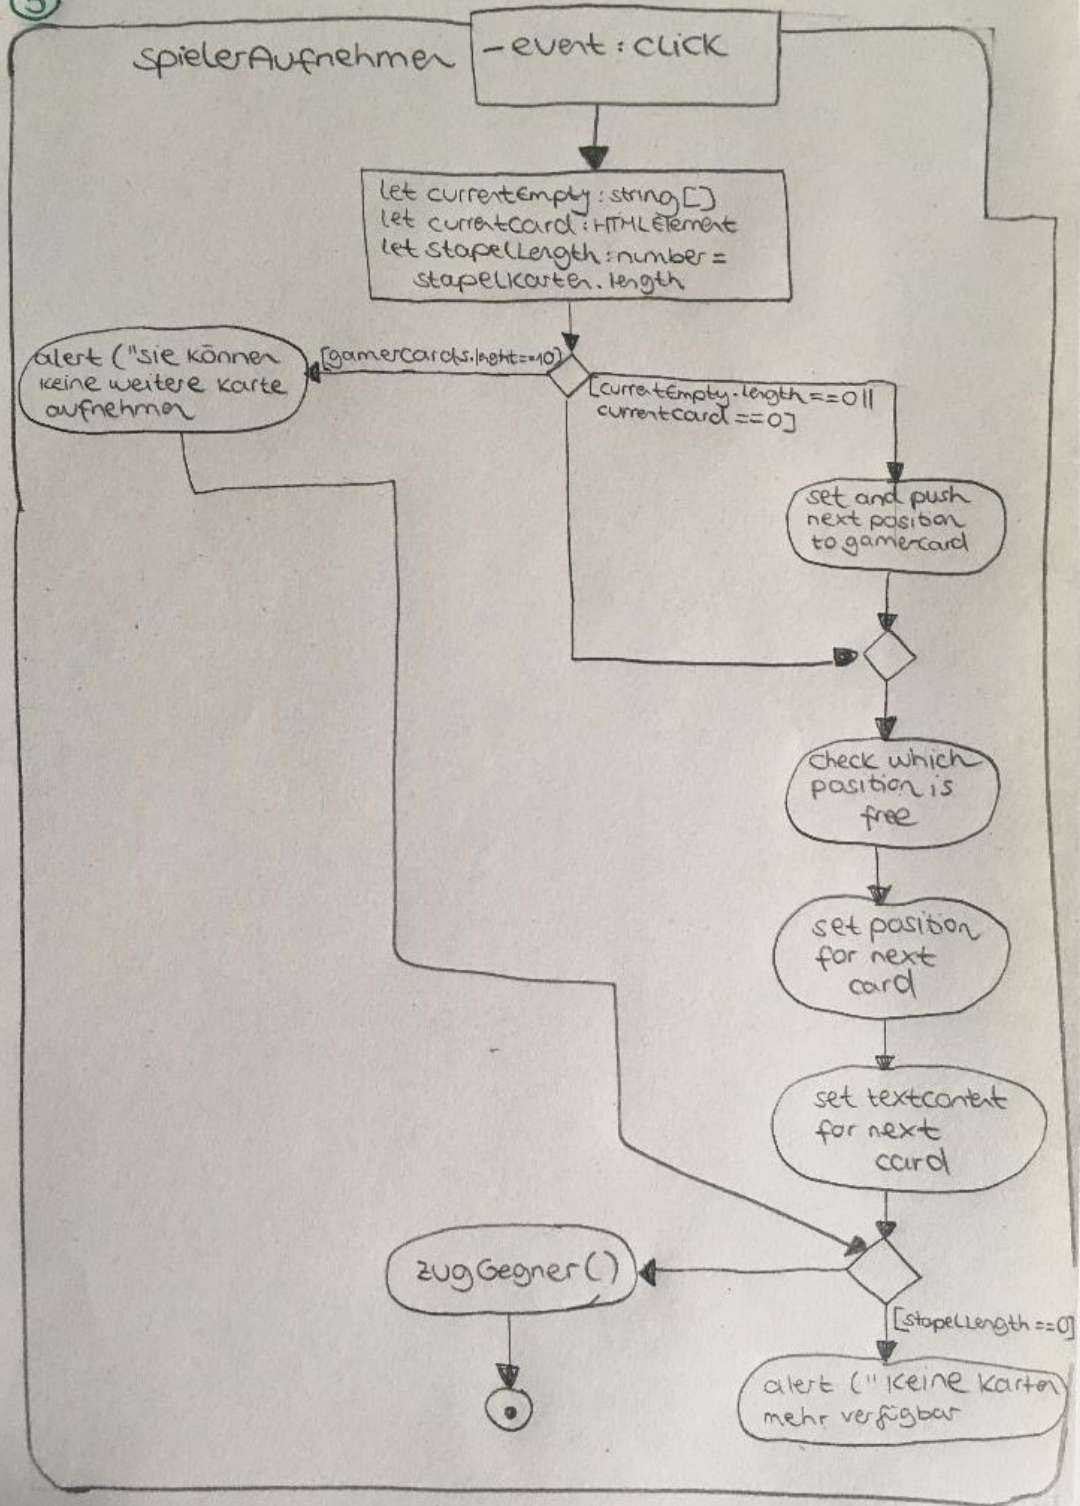 3
spielerAufnehmen
- event : click
let currentEmpty : string []
let currentCard : HTMLElement
let stapelLength : number =
stapelKarten.length
alert ("sie können
keine weitere Karte
aufnehmen
[gamerCards.lenght==10]
[currentEmpty.length==0||
currentCard==0]
set and push
next position
to gamercard
check which
position is
free
set position
for next
card
set textcontent
for next
card
zugGegner()
[stapelLength==0]
alert (" Keine Karten
mehr verfügbar